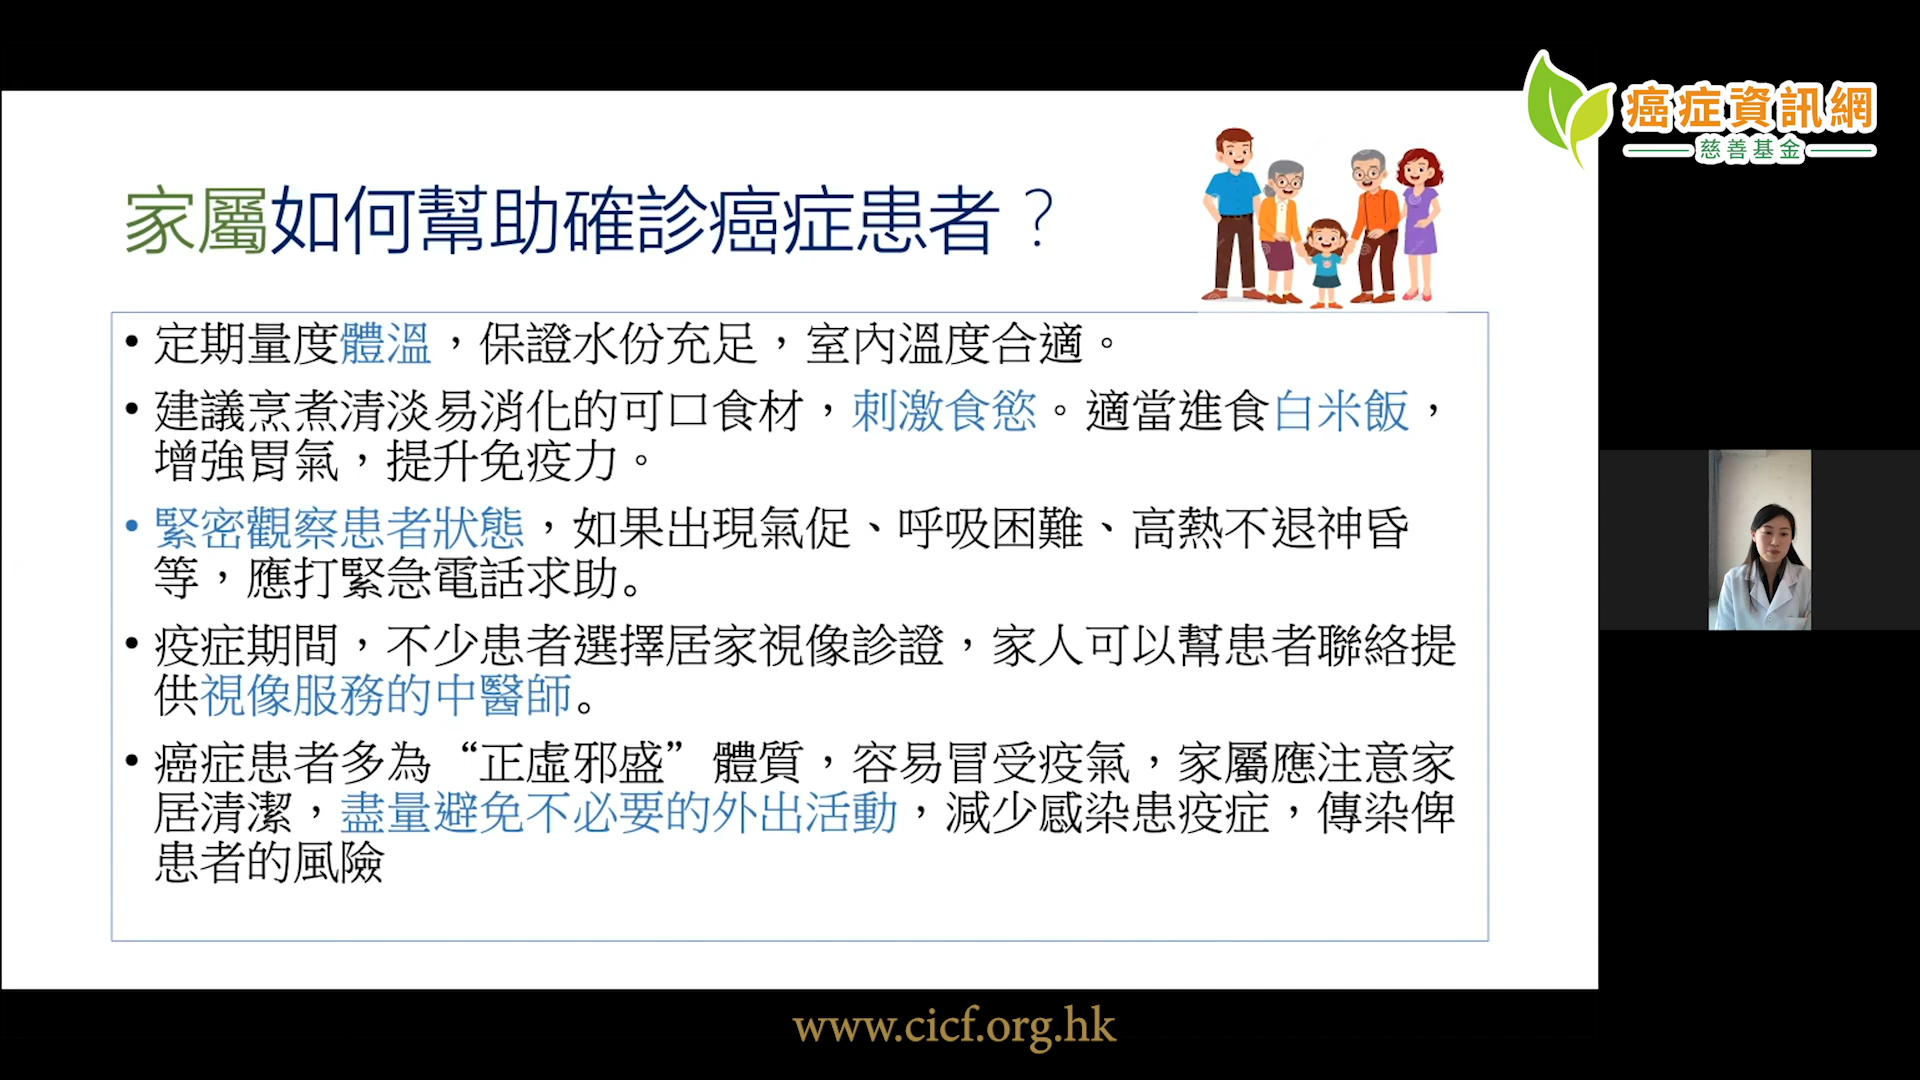 癌症資訊網
慈善基金
家屬如何幫助確診癌症患者？
• 定期量度體溫，保證水份充足，室內溫度合適。
• 建議烹煮清淡易消化的可口食材，刺激食慾。適當進食白米飯，
增強胃氣，提升免疫力。
• 緊密觀察患者狀態，如果出現氣促、呼吸困難、高熱不退神昏
等，應打緊急電話求助。
• 疫症期間，不少患者選擇居家視像診證，家人可以幫患者聯絡提
供視像服務的中醫師。
• 癌症患者多為“正虛邪盛”體質，容易冒受疫氣，家屬應注意家
居清潔，盡量避免不必要的外出活動，減少感染患疫症，傳染俾
患者的風險
www.cicf.org.hk